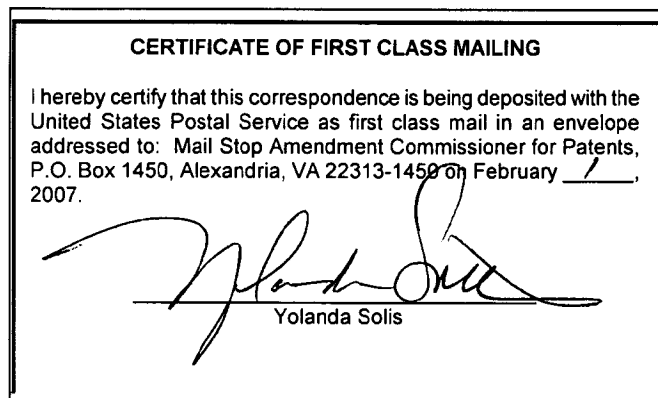 CERTIFICATE OF FIRST CLASS MAILING
I hereby certify that this correspondence is being deposited with the
United States Postal Service as first class mail in an envelope
addressed to: Mail Stop Amendment Commissioner for Patents,
P.O. Box 1450, Alexandria, VA 22313-1450 on February 1,
2007.
Yolanda Solis
Yolanda Solis